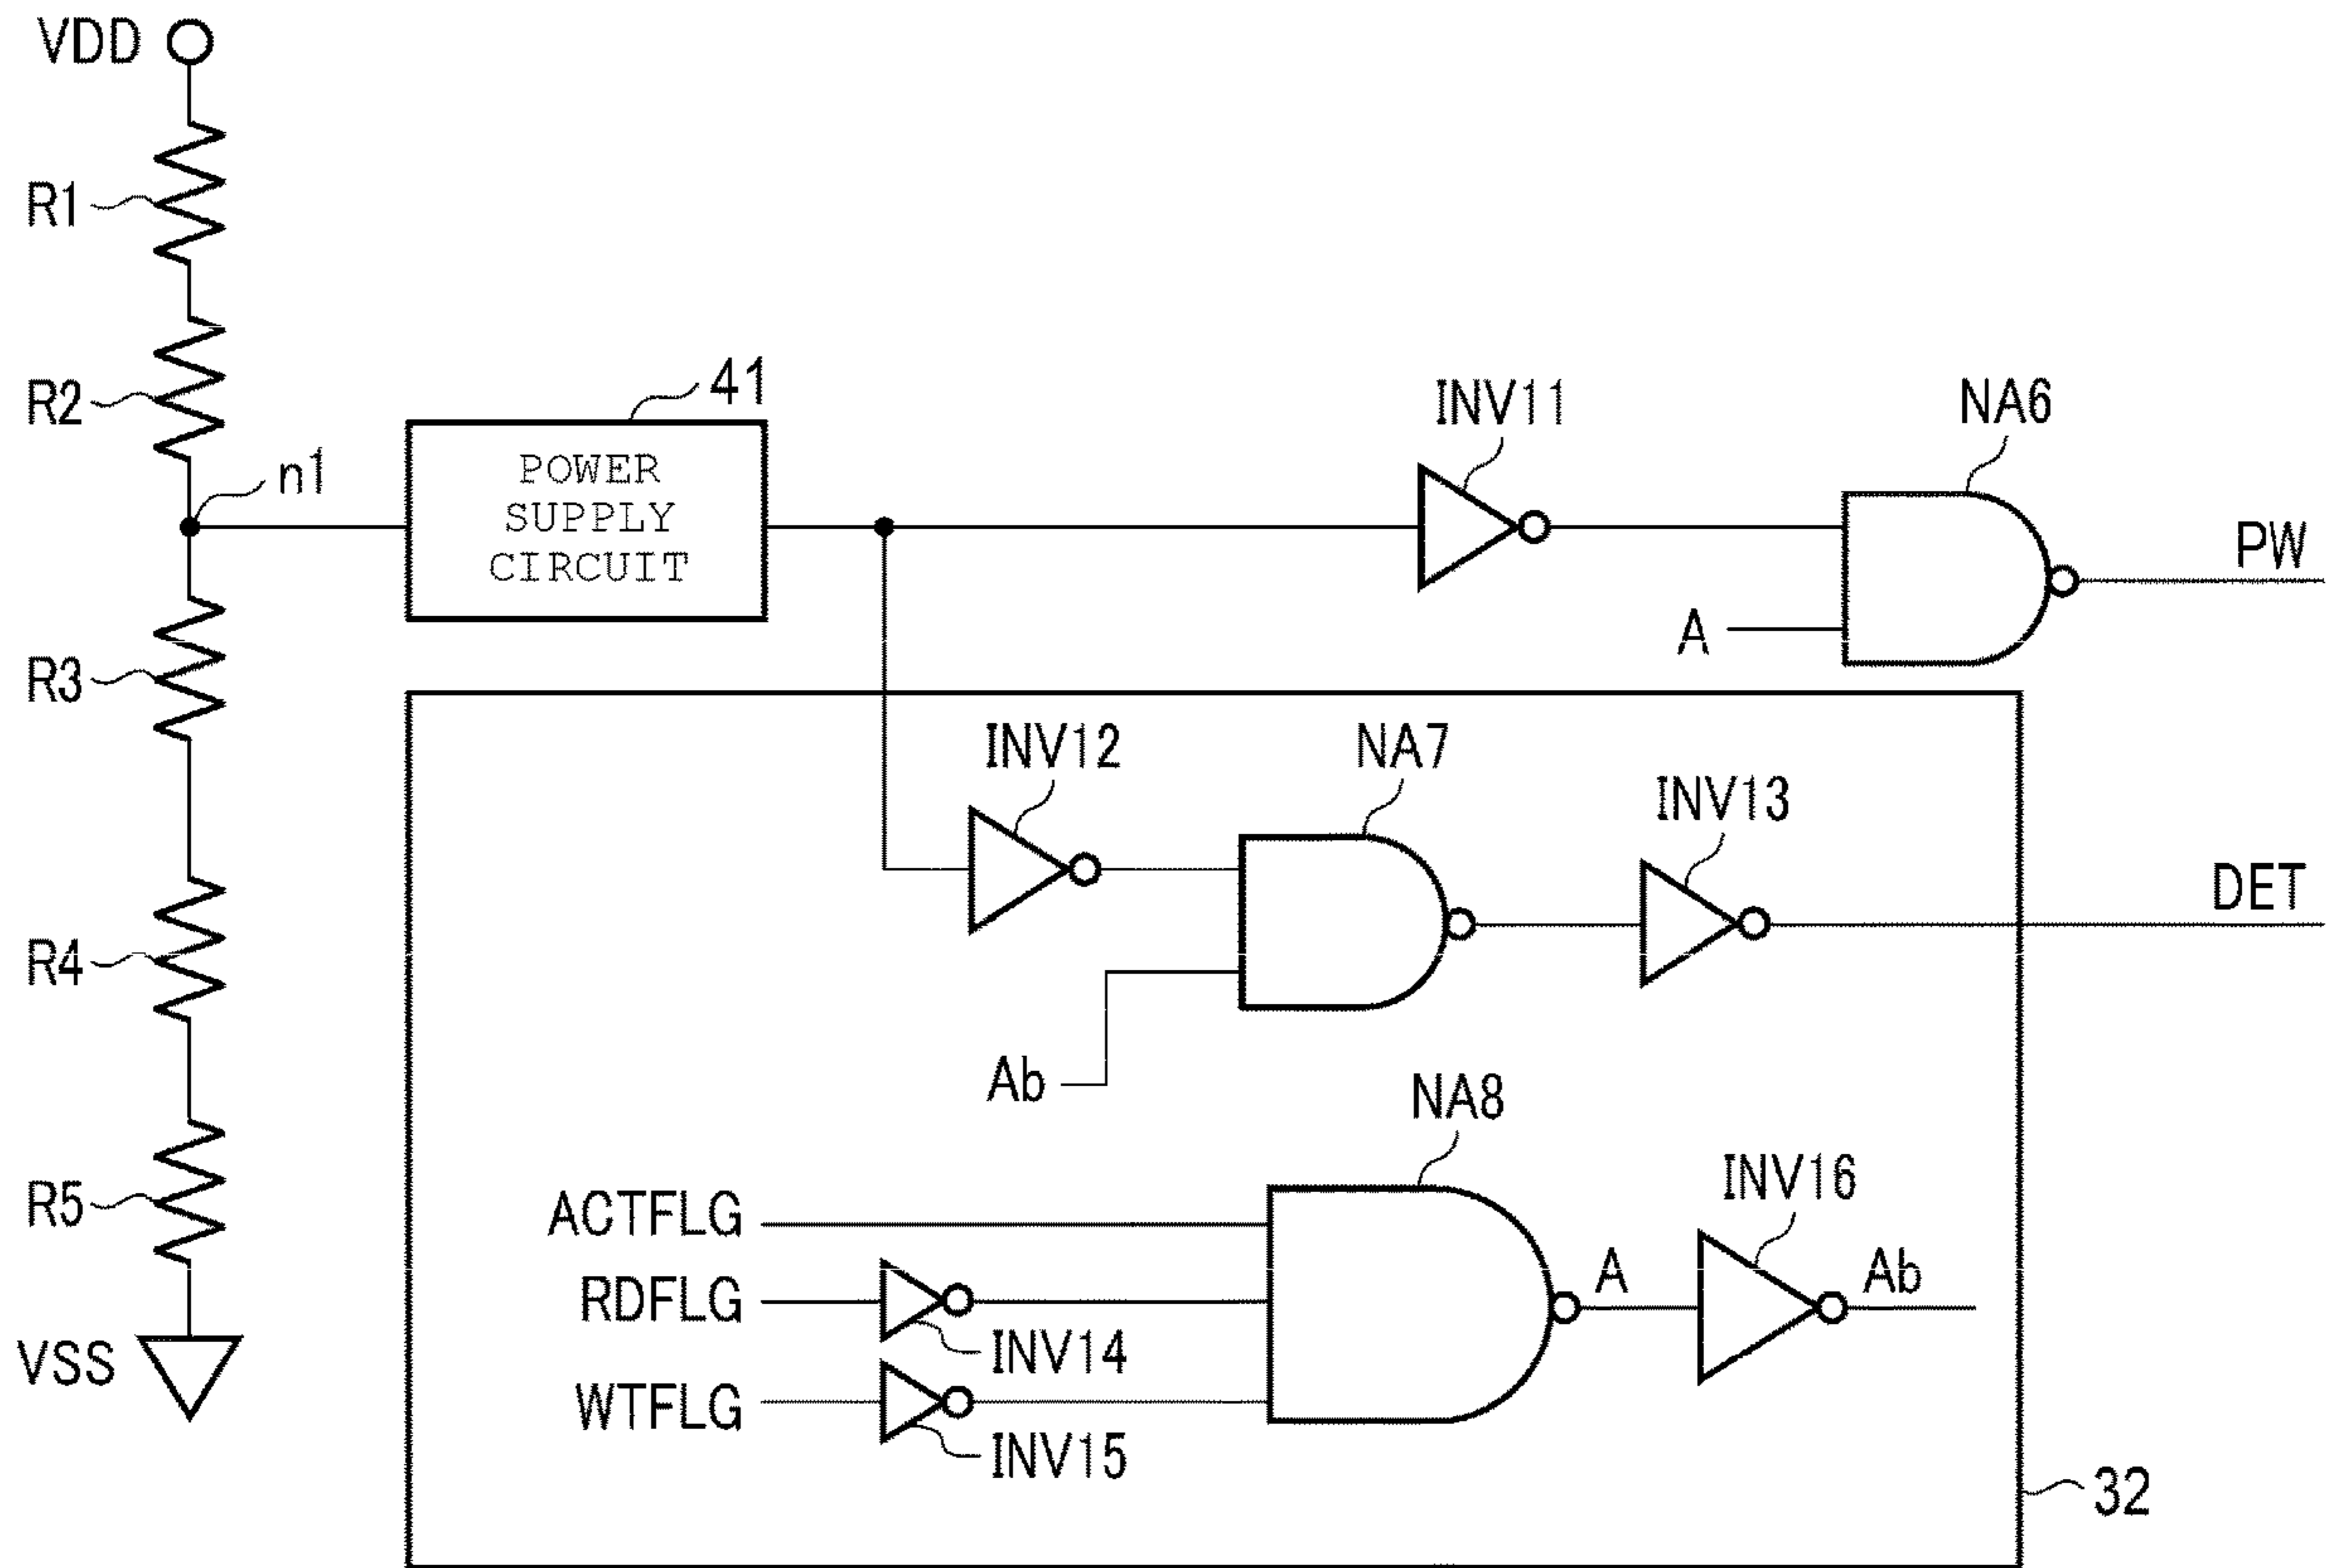 VDD
R1
R2
n1
41
POWER
SUPPLY
CIRCUIT
INV11
NA6
PW
A
R3
INV12
NA7
INV13
DET
R4
Ab
NA8
R5
ACTFLG
INV16
RDFLG
A
Ab
INV14
VSS
WTFLG
INV15
32